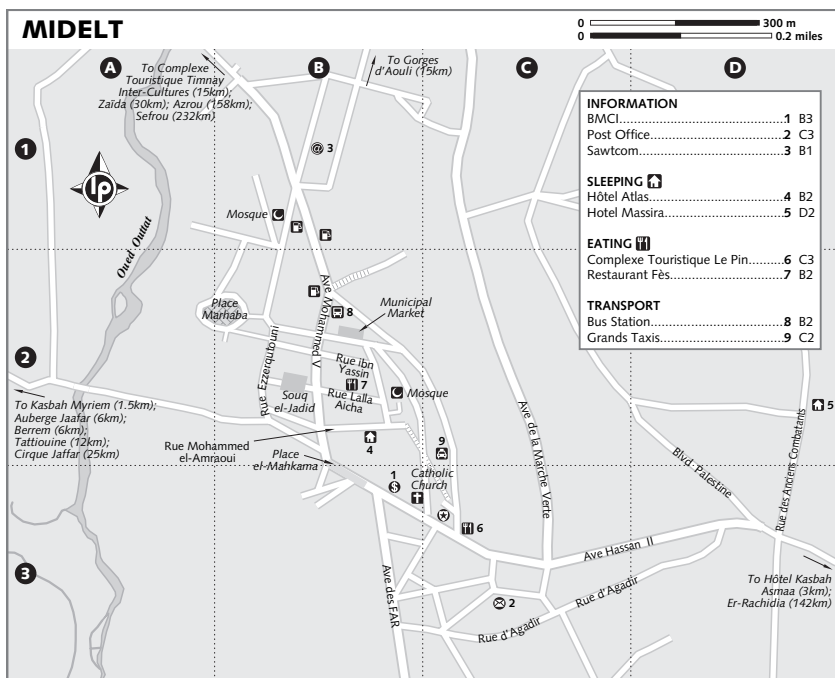 MIDELT
0 300 m
0 0.2 miles
A
B
C
D
1
2
3
To Complexe
Touristique Timnay
Inter-Cultures (15km);
Zaïda (30km); Azrou (158km);
Sefrou (232km)
To Gorges
d'Aouli (15km)
INFORMATION
BMCI 1 B3
Post Office 2 C3
Sawtcom 3 B1
SLEEPING
Hôtel Atlas 4 B2
Hotel Massira 5 D2
EATING
Complexe Touristique Le Pin 6 C3
Restaurant Fès 7 B2
TRANSPORT
Bus Station 8 B2
Grands Taxis 9 C2
@ 3
lp
Mosque
Oued Outtat
Ave Mohammed V
Place
Marhaba
8
Municipal
Market
Rue Ezzerqutouni
Rue ibn
Yassin
7
Souq
el-Jadid
Rue Lalla
Aicha
Mosque
5
To Kasbah Myriem (1.5km);
Auberge Jaafar (6km);
Berrem (6km);
Tattiouine (12km);
Cirque Jaffar (25km)
Rue Mohammed
el-Amraoui
4
9
Ave de la Marche Verte
Blvd Palestine
Rue des Anciens Combattants
Place
el-Mahkama
1
$
Catholic
Church
6
Ave Hassan II
Ave des FAR
2
Rue d'Agadir
Rue d'Agadir
To Hôtel Kasbah
Asmaa (3km);
Er-Rachidia (142km)